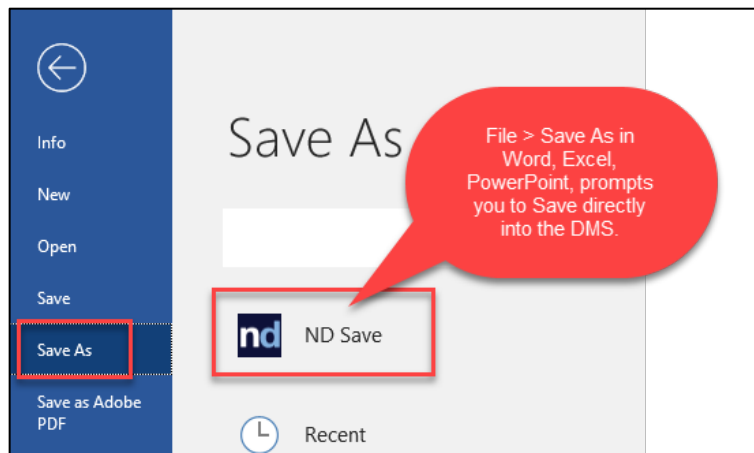 Info
New
Open
Save
Save As
Save as Adobe
PDF
Save As
File > Save As in
Word, Excel,
PowerPoint, prompts
you to Save directly
into the DMS.
nd
ND Save
Recent